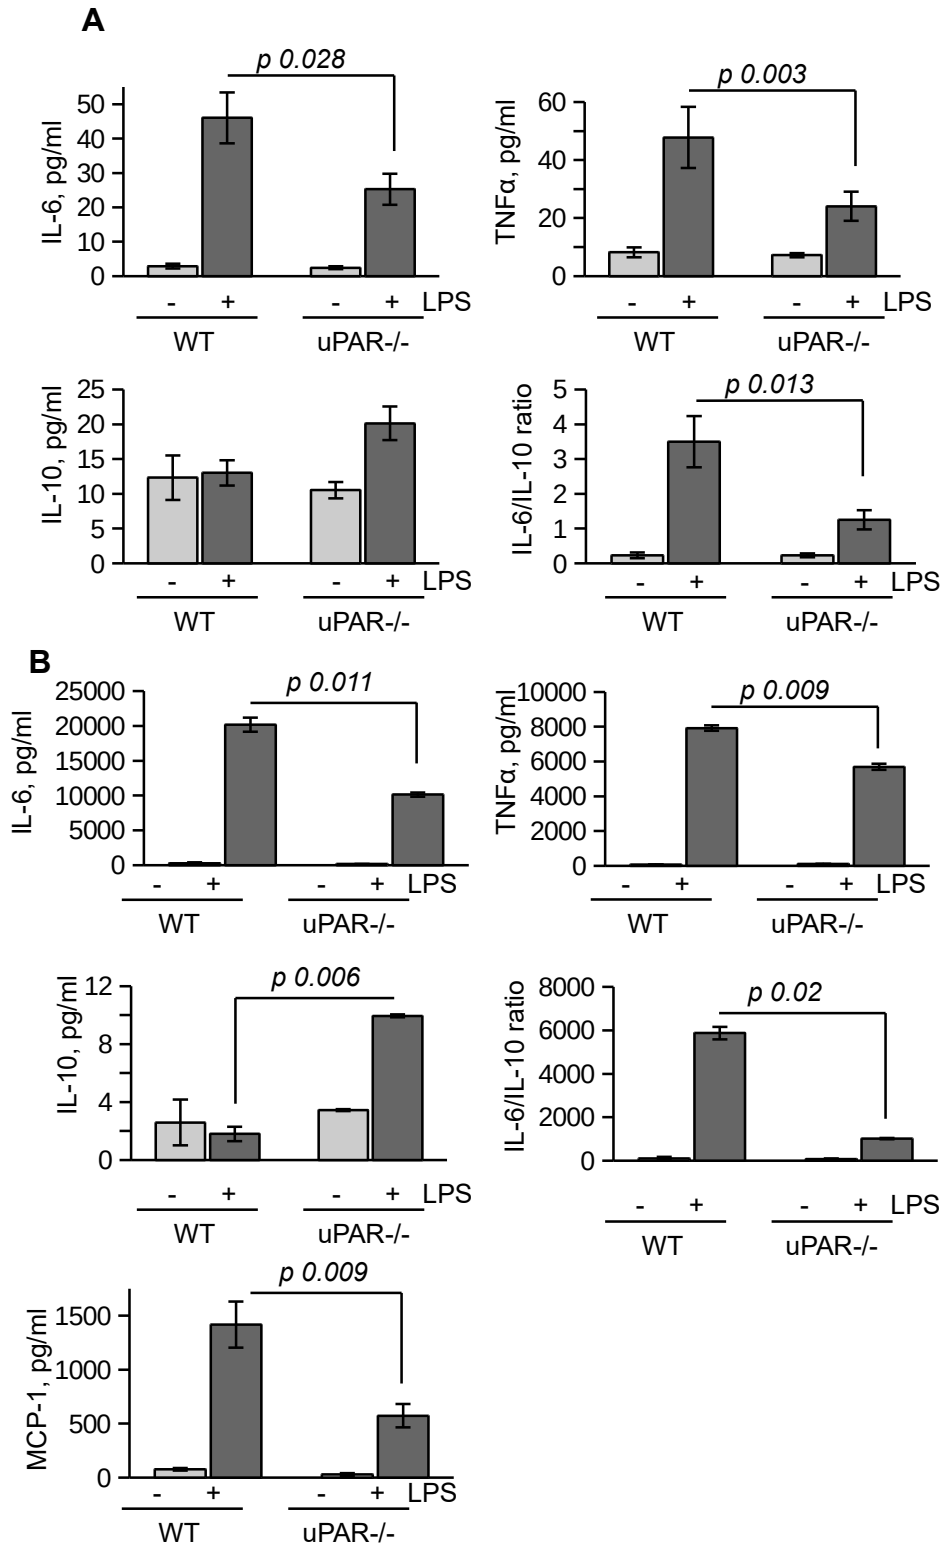 A
p 0.028
IL-6, pg/ml
50
40
30
20
10
0
- + - + LPS
WT uPAR-/-
p 0.003
TNFα, pg/ml
60
40
20
0
- + - + LPS
WT uPAR-/-
IL-10, pg/ml
25
20
15
10
5
0
- + - + LPS
WT uPAR-/-
p 0.013
IL-6/IL-10 ratio
5
4
3
2
1
0
- + - + LPS
WT uPAR-/-
B
p 0.011
IL-6, pg/ml
25000
20000
15000
10000
5000
0
- + - + LPS
WT uPAR-/-
p 0.009
TNFα, pg/ml
10000
8000
6000
4000
2000
0
- + - + LPS
WT uPAR-/-
p 0.006
IL-10, pg/ml
12
8
4
0
- + - + LPS
WT uPAR-/-
p 0.02
IL-6/IL-10 ratio
8000
6000
4000
2000
0
- + - + LPS
WT uPAR-/-
p 0.009
MCP-1, pg/ml
1500
1000
500
0
- + - + LPS
WT uPAR-/-